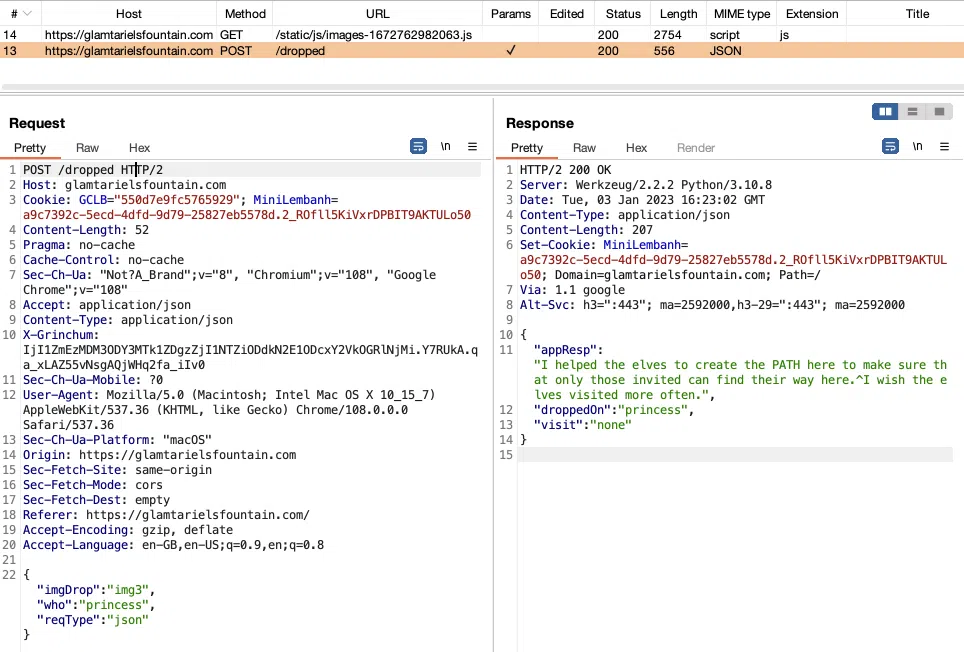 # Host Method URL Params Edited Status Length MIME type Extension Title
14 https://glamtarielsfountain.com GET /static/js/images-1672762982063.js 200 2754 script js
13 https://glamtarielsfountain.com POST /dropped ✓ 200 556 JSON
Request
Pretty Raw Hex \n
1 POST /dropped HTTP/2
2 Host: glamtarielsfountain.com
3 Cookie: GCLB="550d7e9fc5765929"; MiniLembanh=
a9c7392c-5ecd-4dfd-9d79-25827eb5578d.2_ROfll5KiVxrDPBIT9AKTULo50
4 Content-Length: 52
5 Pragma: no-cache
6 Cache-Control: no-cache
7 Sec-Ch-Ua: "Not?A_Brand";v="8", "Chromium";v="108", "Google
Chrome";v="108"
8 Accept: application/json
9 Content-Type: application/json
10 X-Grinchum:
IjI1ZmEzMDM3ODY3MTk1ZDgzZjI1NTZiODdkN2E1ODcxY2VkOGRlNjMi.Y7RUkA.q
a_xLAZ55vNsgAQjWHq2fa_iIv0
11 Sec-Ch-Ua-Mobile: ?0
12 User-Agent: Mozilla/5.0 (Macintosh; Intel Mac OS X 10_15_7)
AppleWebKit/537.36 (KHTML, like Gecko) Chrome/108.0.0.0
Safari/537.36
13 Sec-Ch-Ua-Platform: "macOS"
14 Origin: https://glamtarielsfountain.com
15 Sec-Fetch-Site: same-origin
16 Sec-Fetch-Mode: cors
17 Sec-Fetch-Dest: empty
18 Referer: https://glamtarielsfountain.com/
19 Accept-Encoding: gzip, deflate
20 Accept-Language: en-GB,en-US;q=0.9,en;q=0.8
21
22 {
"imgDrop":"img3",
"who":"princess",
"reqType":"json"
}
Response
Pretty Raw Hex Render \n
1 HTTP/2 200 OK
2 Server: Werkzeug/2.2.2 Python/3.10.8
3 Date: Tue, 03 Jan 2023 16:23:02 GMT
4 Content-Type: application/json
5 Content-Length: 207
6 Set-Cookie: MiniLembanh=
a9c7392c-5ecd-4dfd-9d79-25827eb5578d.2_ROfll5KiVxrDPBIT9AKTUL
o50; Domain=glamtarielsfountain.com; Path=/
7 Via: 1.1 google
8 Alt-Svc: h3=":443"; ma=2592000,h3-29=":443"; ma=2592000
9
10 {
11 "appResp":
"I helped the elves to create the PATH here to make sure th
at only those invited can find their way here.^I wish the e
lves visited more often.",
12 "droppedOn":"princess",
13 "visit":"none"
14 }
15